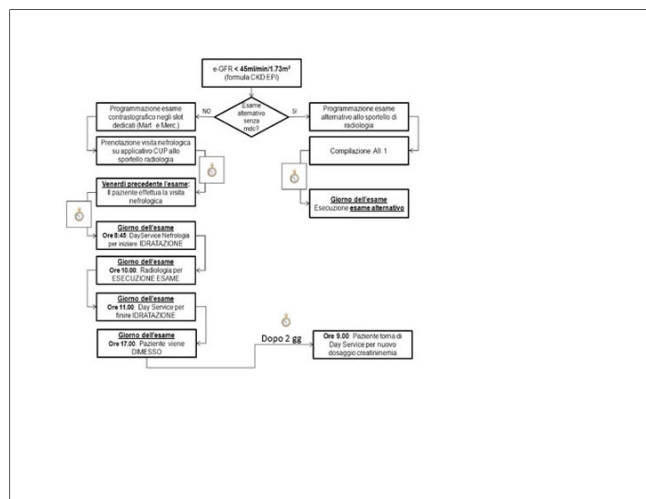 e-GFR < 45ml/min/1.73m²
(formula CKD EPI)
Programmazione esame
contrastografico negli slot
dedicati (Mart. e Merc.)
NO
Esame
alternativo
senza
mdc?
SI
Programmazione esame
alternativo allo sportello di
radiologia
Prenotazione visita nefrologica
su applicativo CUP allo
sportello radiologia
Compilazione All. 1
Venerdì precedente l'esame:
Il paziente effettua la visita
nefrologica
Giorno dell'esame
Esecuzione esame alternativo
Giorno dell'esame
Ore 8:45: DayService Nefrologia
per iniziare IDRATAZIONE
Giorno dell'esame
Ore 10.00: Radiologia per
ESECUZIONE ESAME
Giorno dell'esame
Ore 11.00: Day Service per
finire IDRATAZIONE
Giorno dell'esame
Ore 17.00: Paziente viene
DIMESSO
Dopo 2 gg
Ore 9.00: Paziente torna di
Day Service per nuovo
dosaggio creatininemia